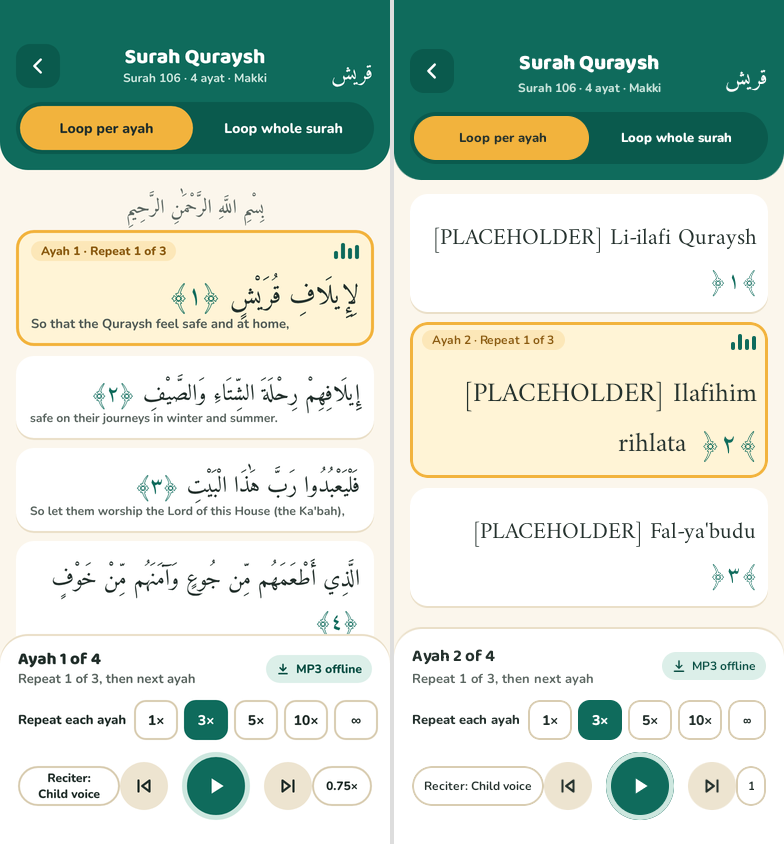 Surah Quraysh
Surah 106 · 4 ayat · Makki
قريش
Loop per ayah
Loop whole surah
بِسْمِ اللَّهِ الرَّحْمَٰنِ الرَّحِيمِ
Ayah 1 · Repeat 1 of 3
لِإِيلَافِ قُرَيْشٍ ﴿١﴾
So that the Quraysh feel safe and at home,
إِيلَافِهِمْ رِحْلَةَ الشِّتَاءِ وَالصَّيْفِ ﴿٢﴾
safe on their journeys in winter and summer.
فَلْيَعْبُدُوا رَبَّ هَٰذَا الْبَيْتِ ﴿٣﴾
So let them worship the Lord of this House (the Ka'bah),
الَّذِي أَطْعَمَهُم مِّن جُوعٍ وَآمَنَهُم مِّنْ خَوْفٍ
﴿٤﴾
Ayah 1 of 4
Repeat 1 of 3, then next ayah
MP3 offline
Repeat each ayah
1×
3×
5×
10×
∞
Reciter:
Child voice
0.75×
Surah Quraysh
Surah 106 · 4 ayat · Makki
قريش
Loop per ayah
Loop whole surah
[PLACEHOLDER] Li-ilafi Quraysh
﴿١﴾
Ayah 2 · Repeat 1 of 3
[PLACEHOLDER] Ilafihim
rihlata ﴿٢﴾
[PLACEHOLDER] Fal-ya'budu
﴿٣﴾
Ayah 2 of 4
Repeat 1 of 3, then next ayah
MP3 offline
Repeat each ayah
1×
3×
5×
10×
∞
Reciter: Child voice
1